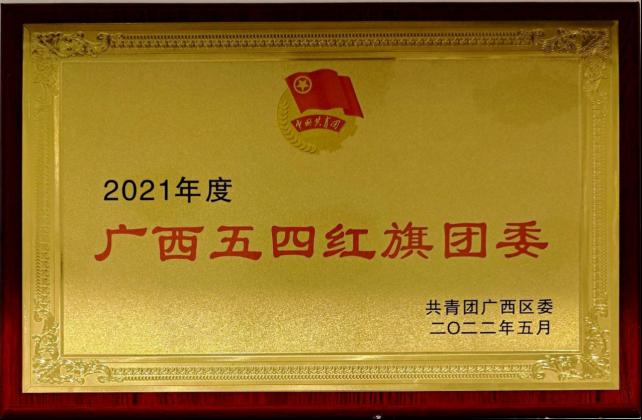 中国共青团
2021年度
广西五四红旗团委
共青团广西区委
二〇二二年五月